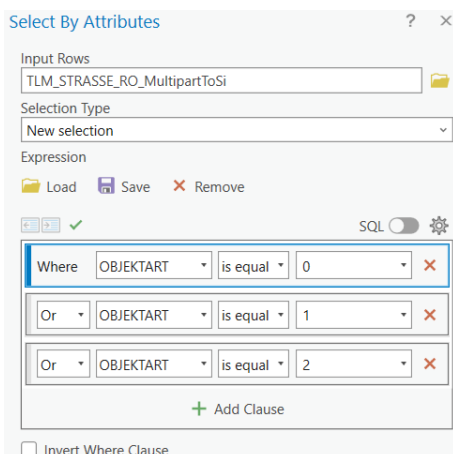 Select By Attributes ? ×
Input Rows
TLM_STRASSE_RO_MultipartToSi
Selection Type
New selection
Expression
Load Save Remove
SQL
Where OBJEKTART is equal 0
Or OBJEKTART is equal 1
Or OBJEKTART is equal 2
+ Add Clause
Invert Where Clause